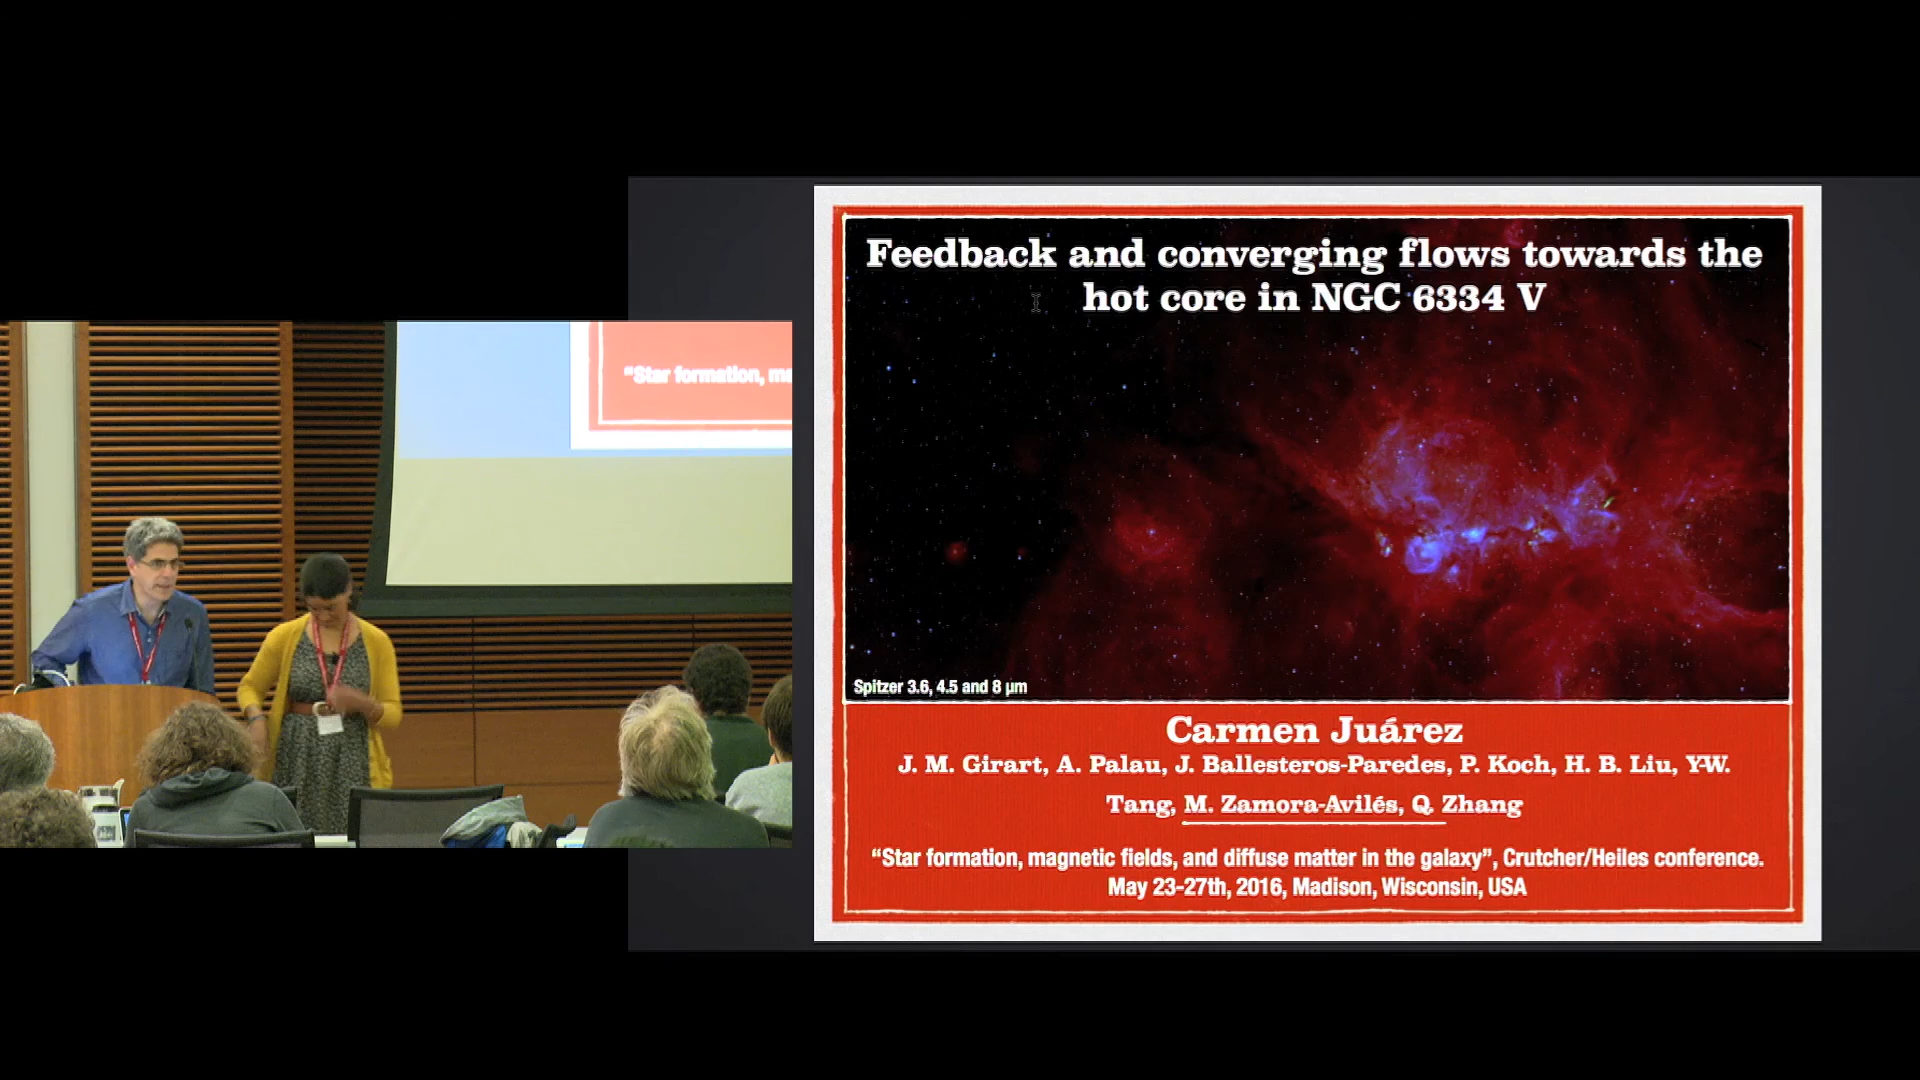 Feedback and converging flows towards the
hot core in NGC 6334 V
Spitzer 3.6, 4.5 and 8 µm
Carmen Juárez
J. M. Girart, A. Palau, J. Ballesteros-Paredes, P. Koch, H. B. Liu, Y-W.
Tang, M. Zamora-Avilés, Q. Zhang
“Star formation, magnetic fields, and diffuse matter in the galaxy”, Crutcher/Heiles conference.
May 23-27th, 2016, Madison, Wisconsin, USA
“Star formation, ma